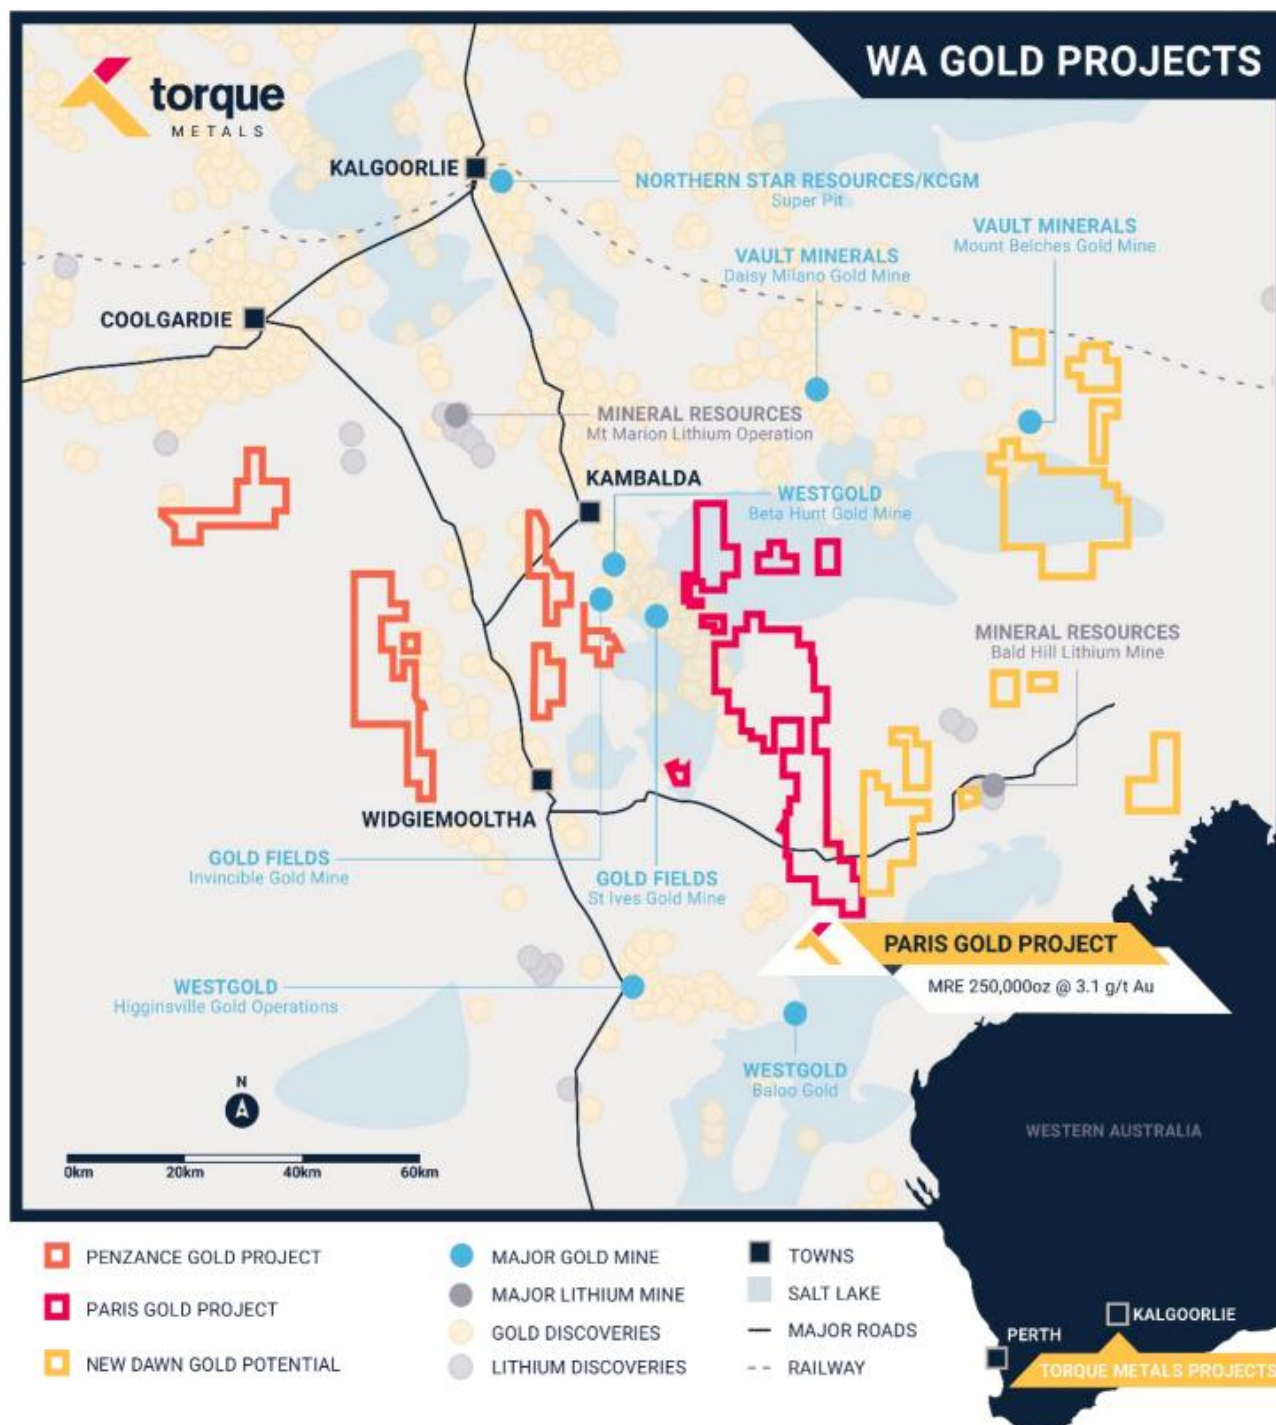 WA GOLD PROJECTS
torque
METALS
KALGOORLIE
NORTHERN STAR RESOURCES/KCGM
Super Pit
VAULT MINERALS
Mount Belches Gold Mine
VAULT MINERALS
Daisy Milano Gold Mine
COOLGARDIE
MINERAL RESOURCES
Mt Marion Lithium Operation
KAMBALDA
WESTGOLD
Beta Hunt Gold Mine
MINERAL RESOURCES
Bald Hill Lithium Mine
WIDGIEMOOLTHA
GOLD FIELDS
Invincible Gold Mine
GOLD FIELDS
St Ives Gold Mine
PARIS GOLD PROJECT
MRE 250,000oz @ 3.1 g/t Au
WESTGOLD
Higginsville Gold Operations
WESTGOLD
Baloo Gold
N
A
0km 20km 40km 60km
WESTERN AUSTRALIA
PENZANCE GOLD PROJECT
PARIS GOLD PROJECT
NEW DAWN GOLD POTENTIAL
MAJOR GOLD MINE
MAJOR LITHIUM MINE
GOLD DISCOVERIES
LITHIUM DISCOVERIES
TOWNS
SALT LAKE
MAJOR ROADS
RAILWAY
KALGOORLIE
PERTH
TORQUE METALS PROJECTS